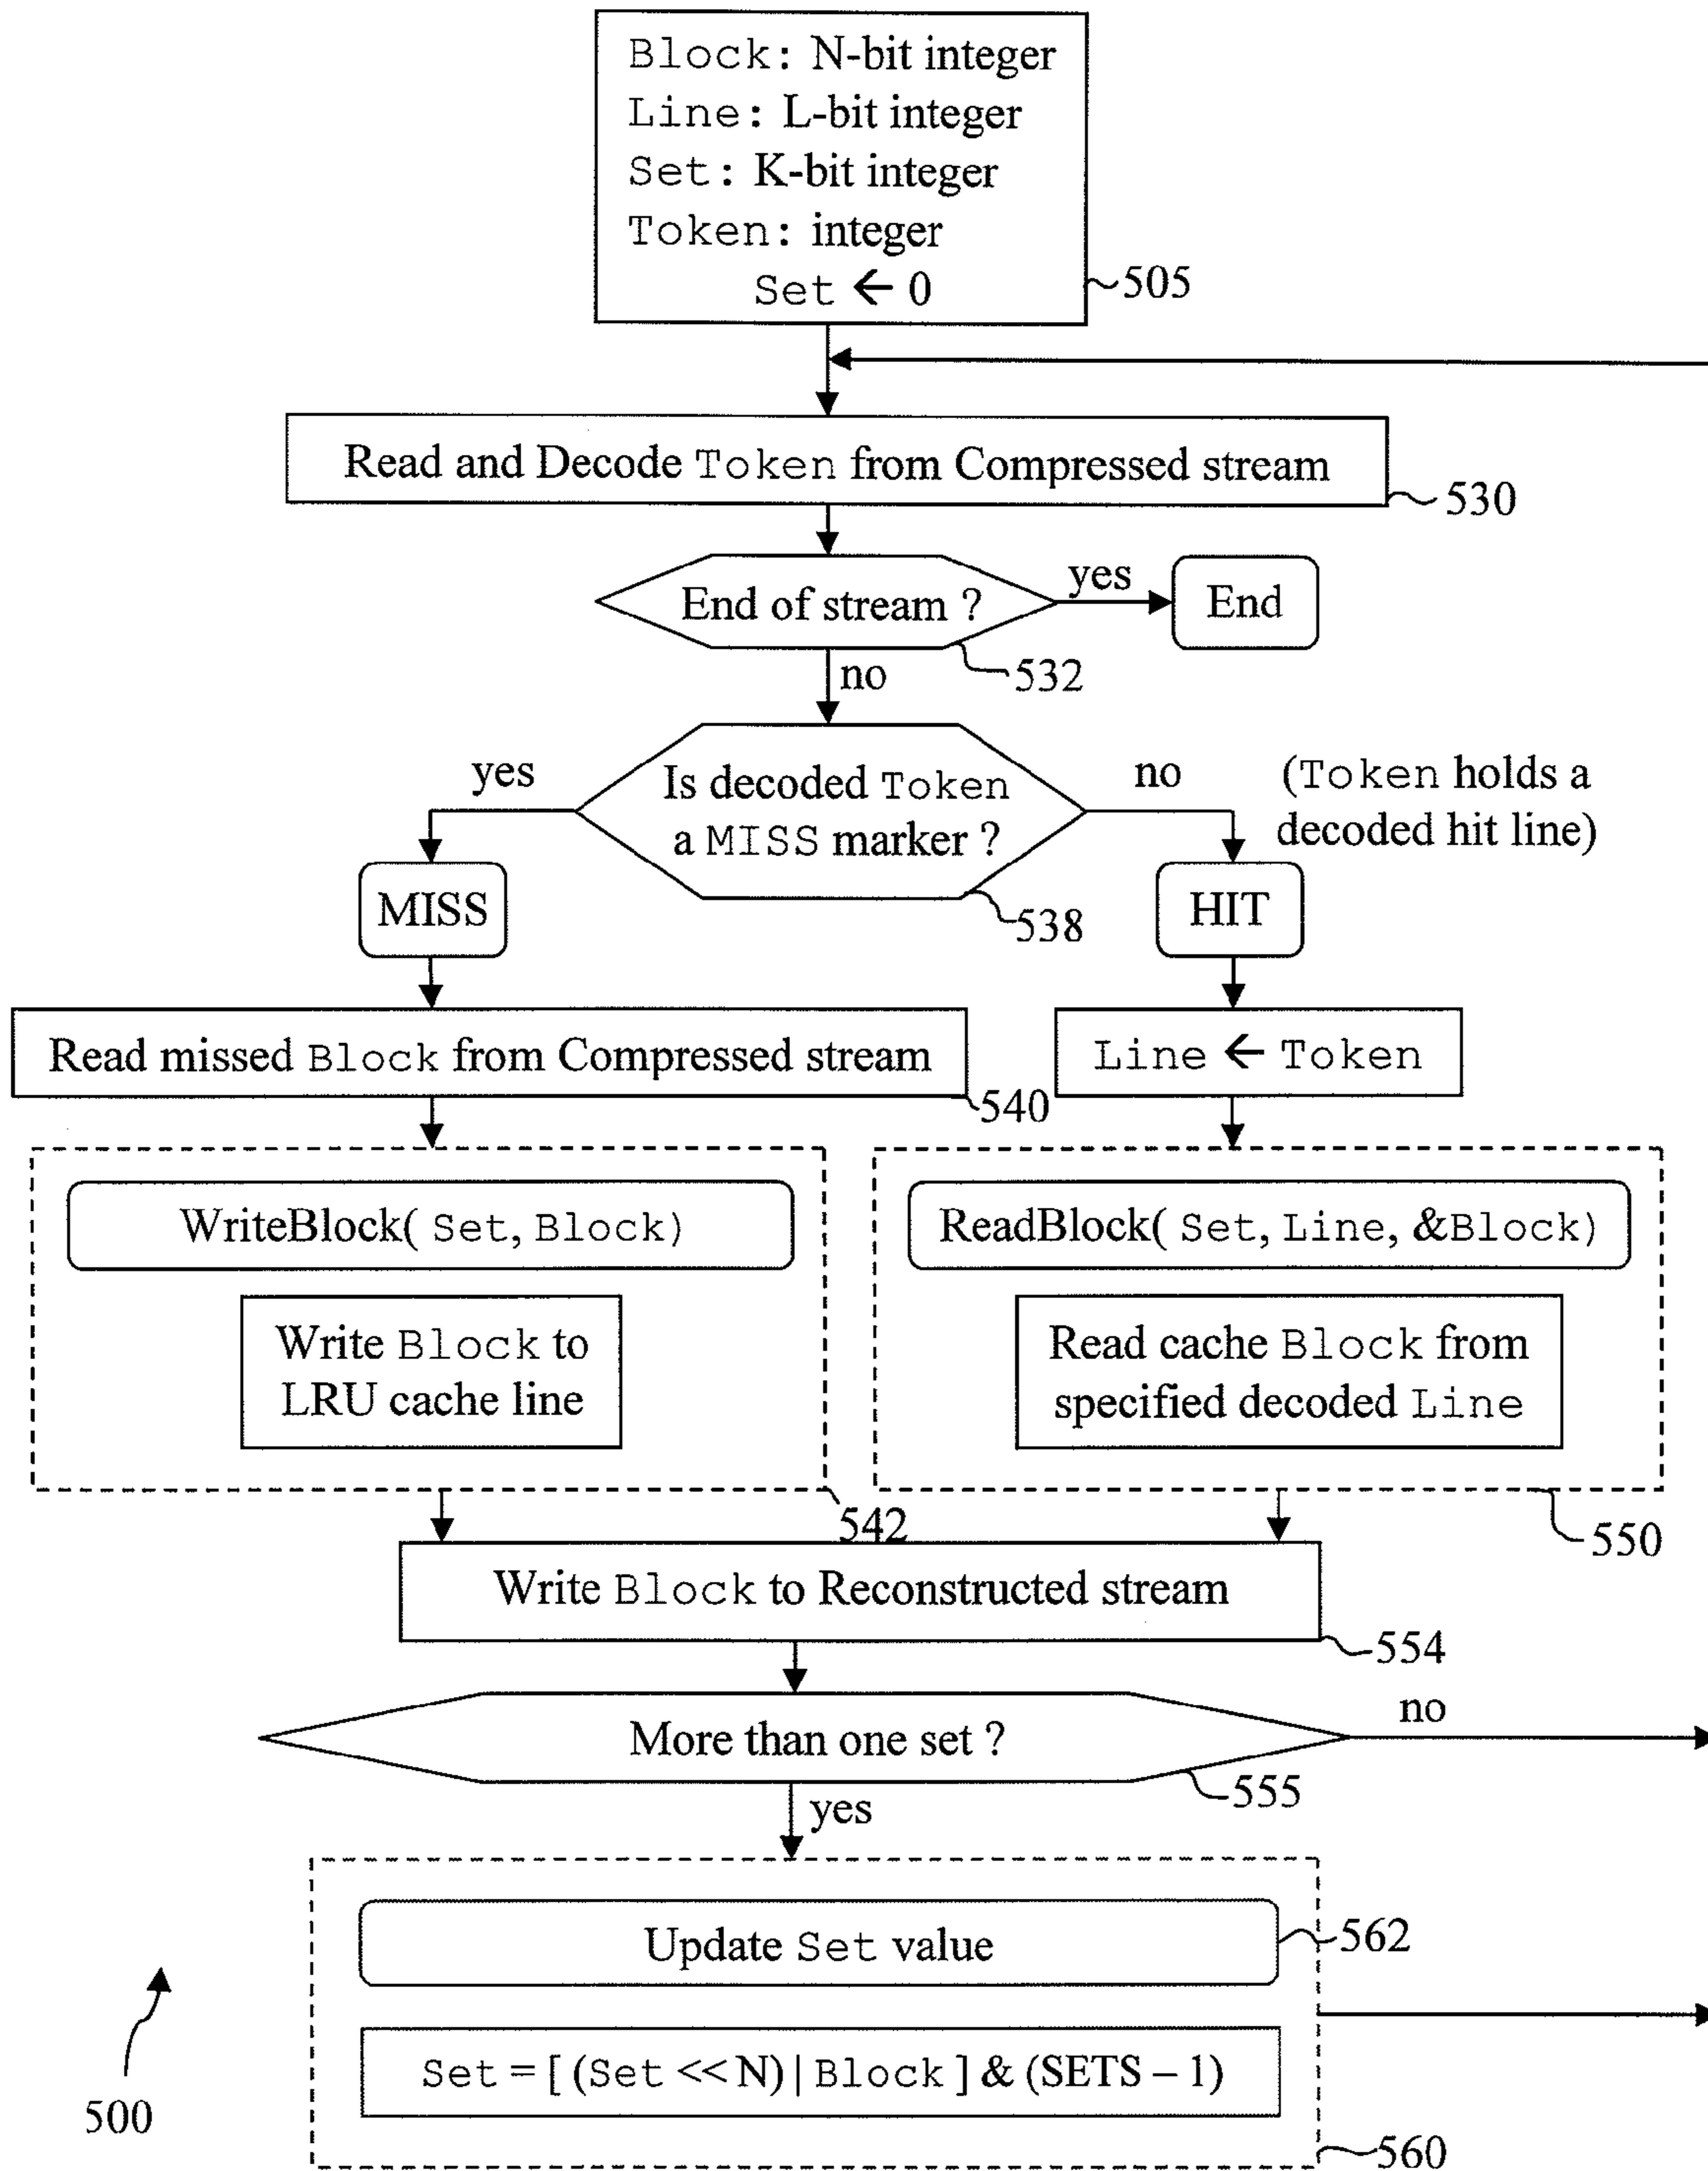 Block: N-bit integer
Line: L-bit integer
Set: K-bit integer
Token: integer
Set ← 0
505
Read and Decode Token from Compressed stream
530
End of stream ?
yes
End
532
no
yes
Is decoded Token
a MISS marker ?
no
(Token holds a
decoded hit line)
MISS
538
HIT
Read missed Block from Compressed stream
540
Line ← Token
WriteBlock( Set, Block)
ReadBlock( Set, Line, &Block)
Write Block to
LRU cache line
Read cache Block from
specified decoded Line
542
550
Write Block to Reconstructed stream
554
More than one set ?
no
555
yes
Update Set value
562
Set = [ (Set << N) | Block ] & (SETS – 1)
500
560